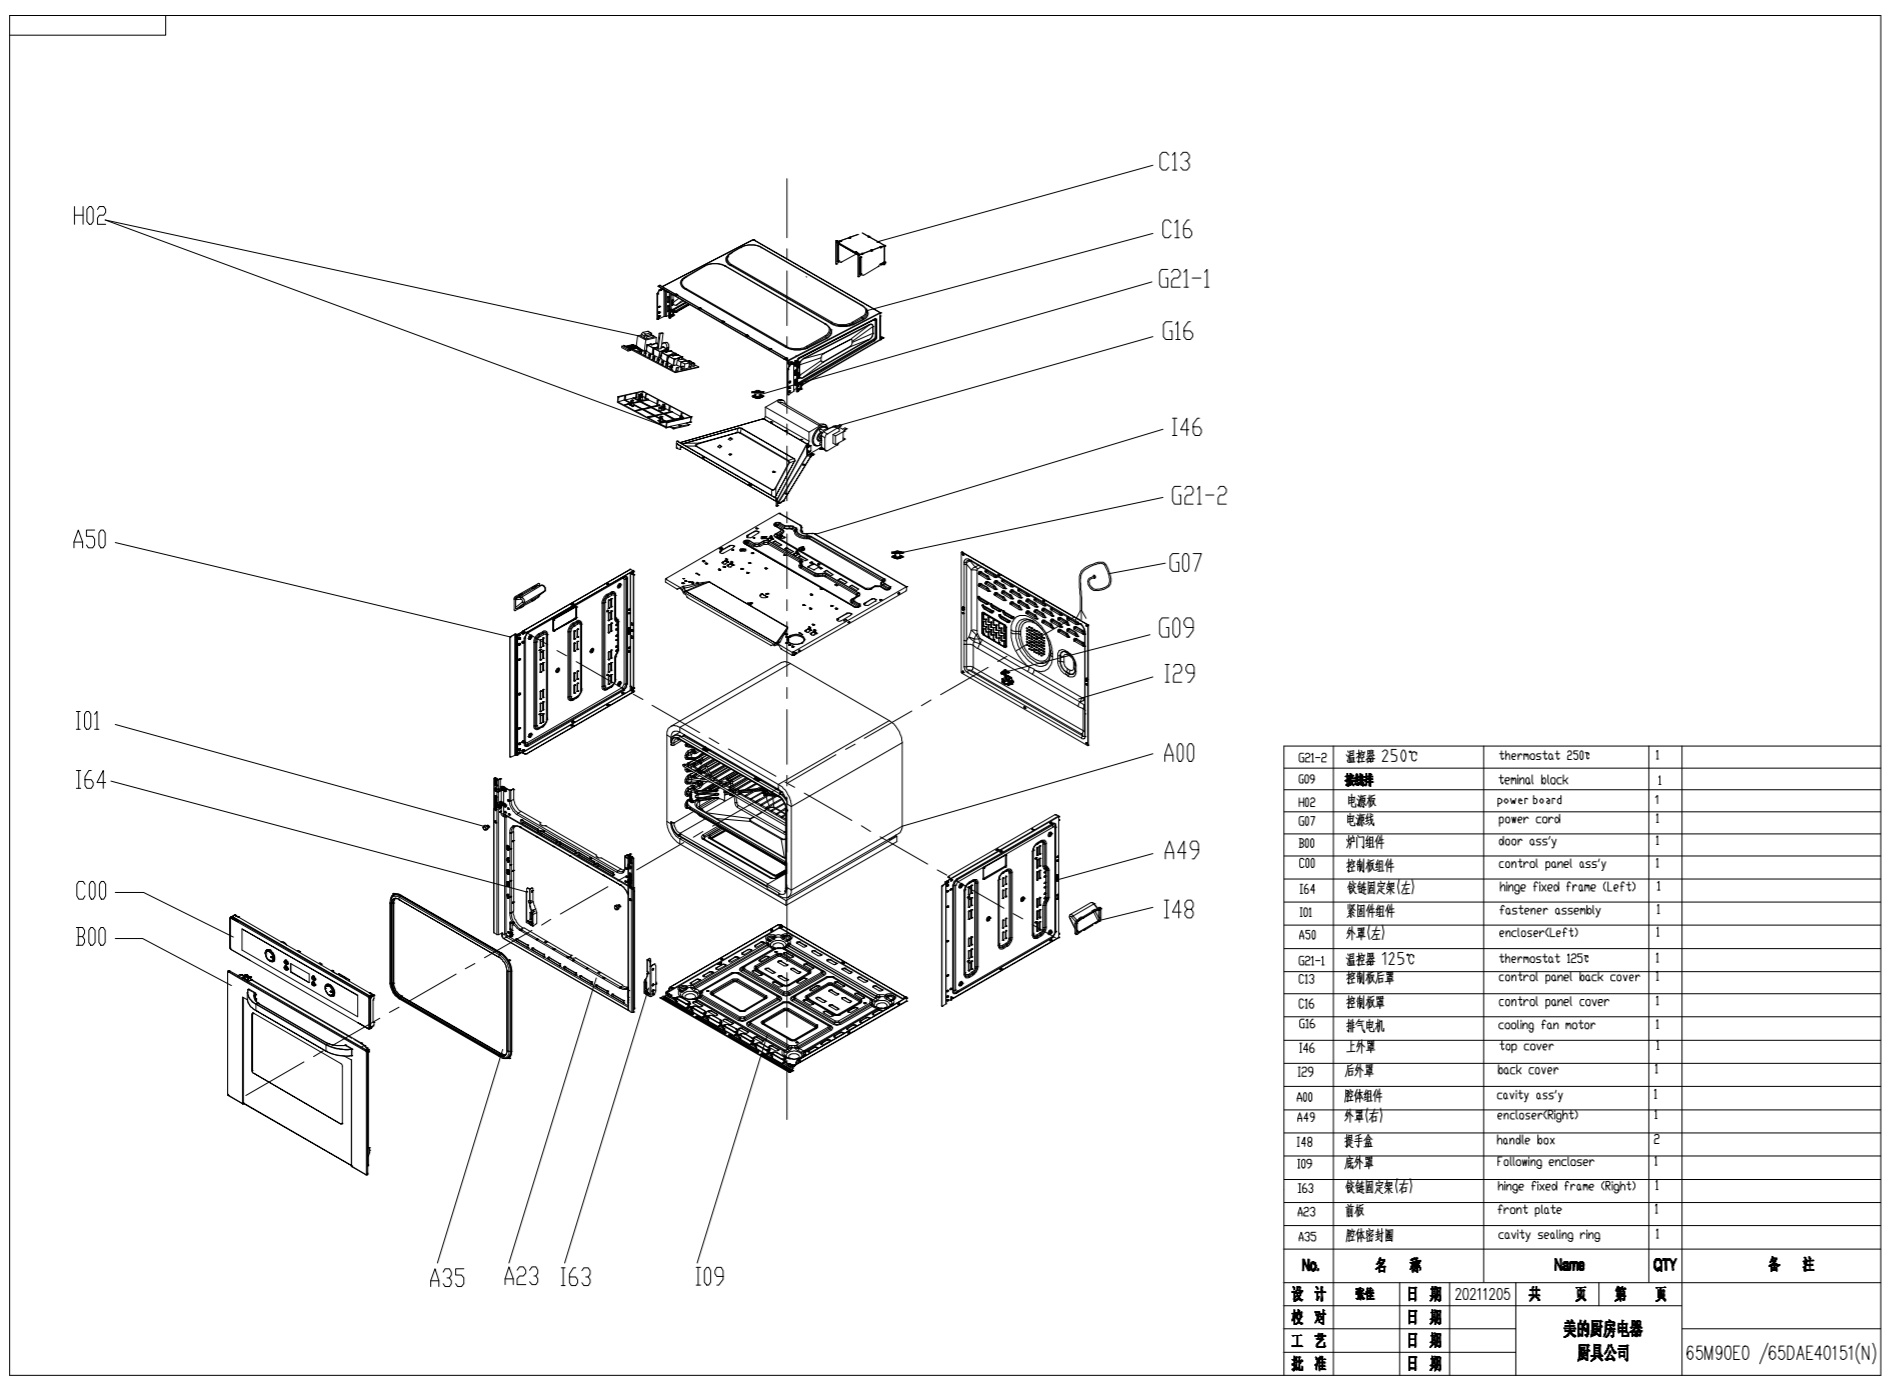 C13
H02
C16
G21-1
G16
I46
G21-2
A50
G07
G09
I29
I01
A00
I64
A49
C00
I48
B00
A35
A23
I63
I09
G21-2 温控器 250℃ thermostat 250℃ 1
G09 接线排 teminal block 1
H02 电源板 power board 1
G07 电源线 power cord 1
B00 炉门组件 door ass'y 1
C00 控制板组件 control panel ass'y 1
I64 铰链固定架(左) hinge fixed frame (Left) 1
I01 紧固件组件 fastener assembly 1
A50 外罩(左) encloser(Left) 1
G21-1 温控器 125℃ thermostat 125℃ 1
C13 控制板后罩 control panel back cover 1
C16 控制板罩 control panel cover 1
G16 排气电机 cooling fan motor 1
I46 上外罩 top cover 1
I29 后外罩 back cover 1
A00 腔体组件 cavity ass'y 1
A49 外罩(右) encloser(Right) 1
I48 提手盒 handle box 2
I09 底外罩 Following encloser 1
I63 铰链固定架(右) hinge fixed frame (Right) 1
A23 前板 front plate 1
A35 腔体密封圈 cavity sealing ring 1
No. 名 称 Name QTY 备 注
设 计 张佳 日 期 20211205 共 页 第 页
校 对 日 期
工 艺 日 期
批 准 日 期
美的厨房电器
厨具公司
65M90E0 /65DAE40151(N)